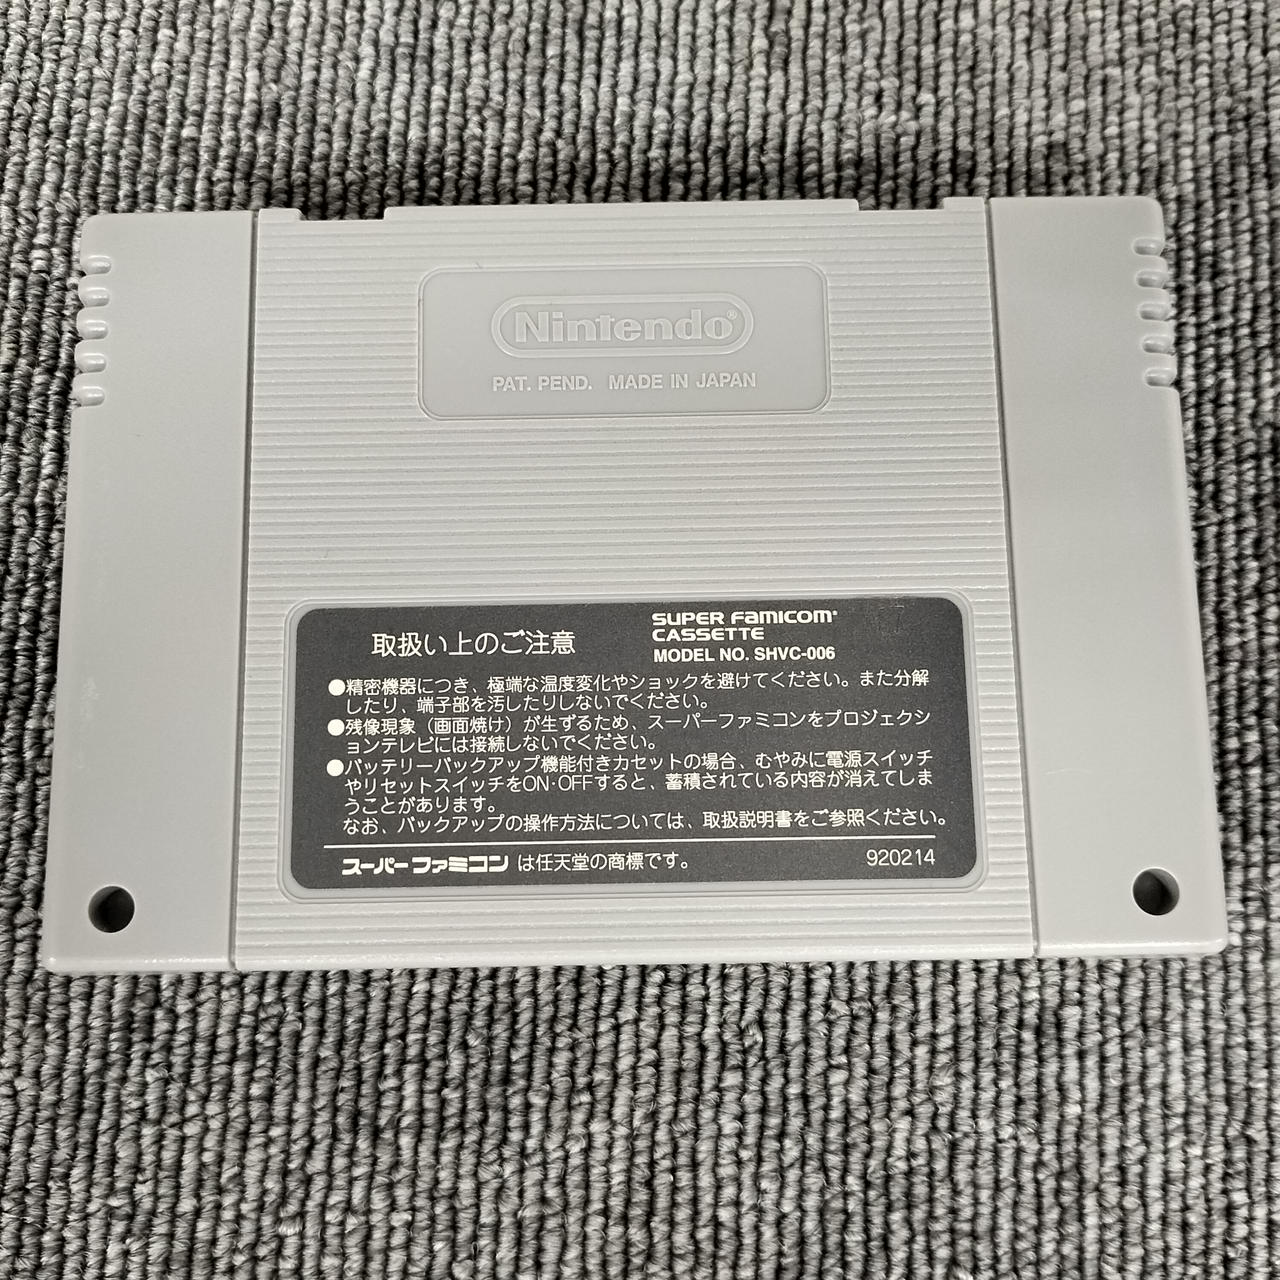 Nintendo®
PAT. PEND. MADE IN JAPAN
取扱い上のご注意
SUPER FAMICOM
CASSETTE
MODEL NO. SHVC-006
●精密機器につき、極端な温度変化やショックを避けてください。また分解
したり、端子部を汚したりしないでください。
●残像現象（画面焼け）が生ずるため、スーパーファミコンをプロジェクシ
ョンテレビには接続しないでください。
●バッテリーバックアップ機能付きカセットの場合、むやみに電源スイッチ
やリセットスイッチをON·OFFすると、蓄積されている内容が消えてしま
うことがあります。
なお、バックアップの操作方法については、取扱説明書をご参照ください。
スーパーファミコン は任天堂の商標です。
920214